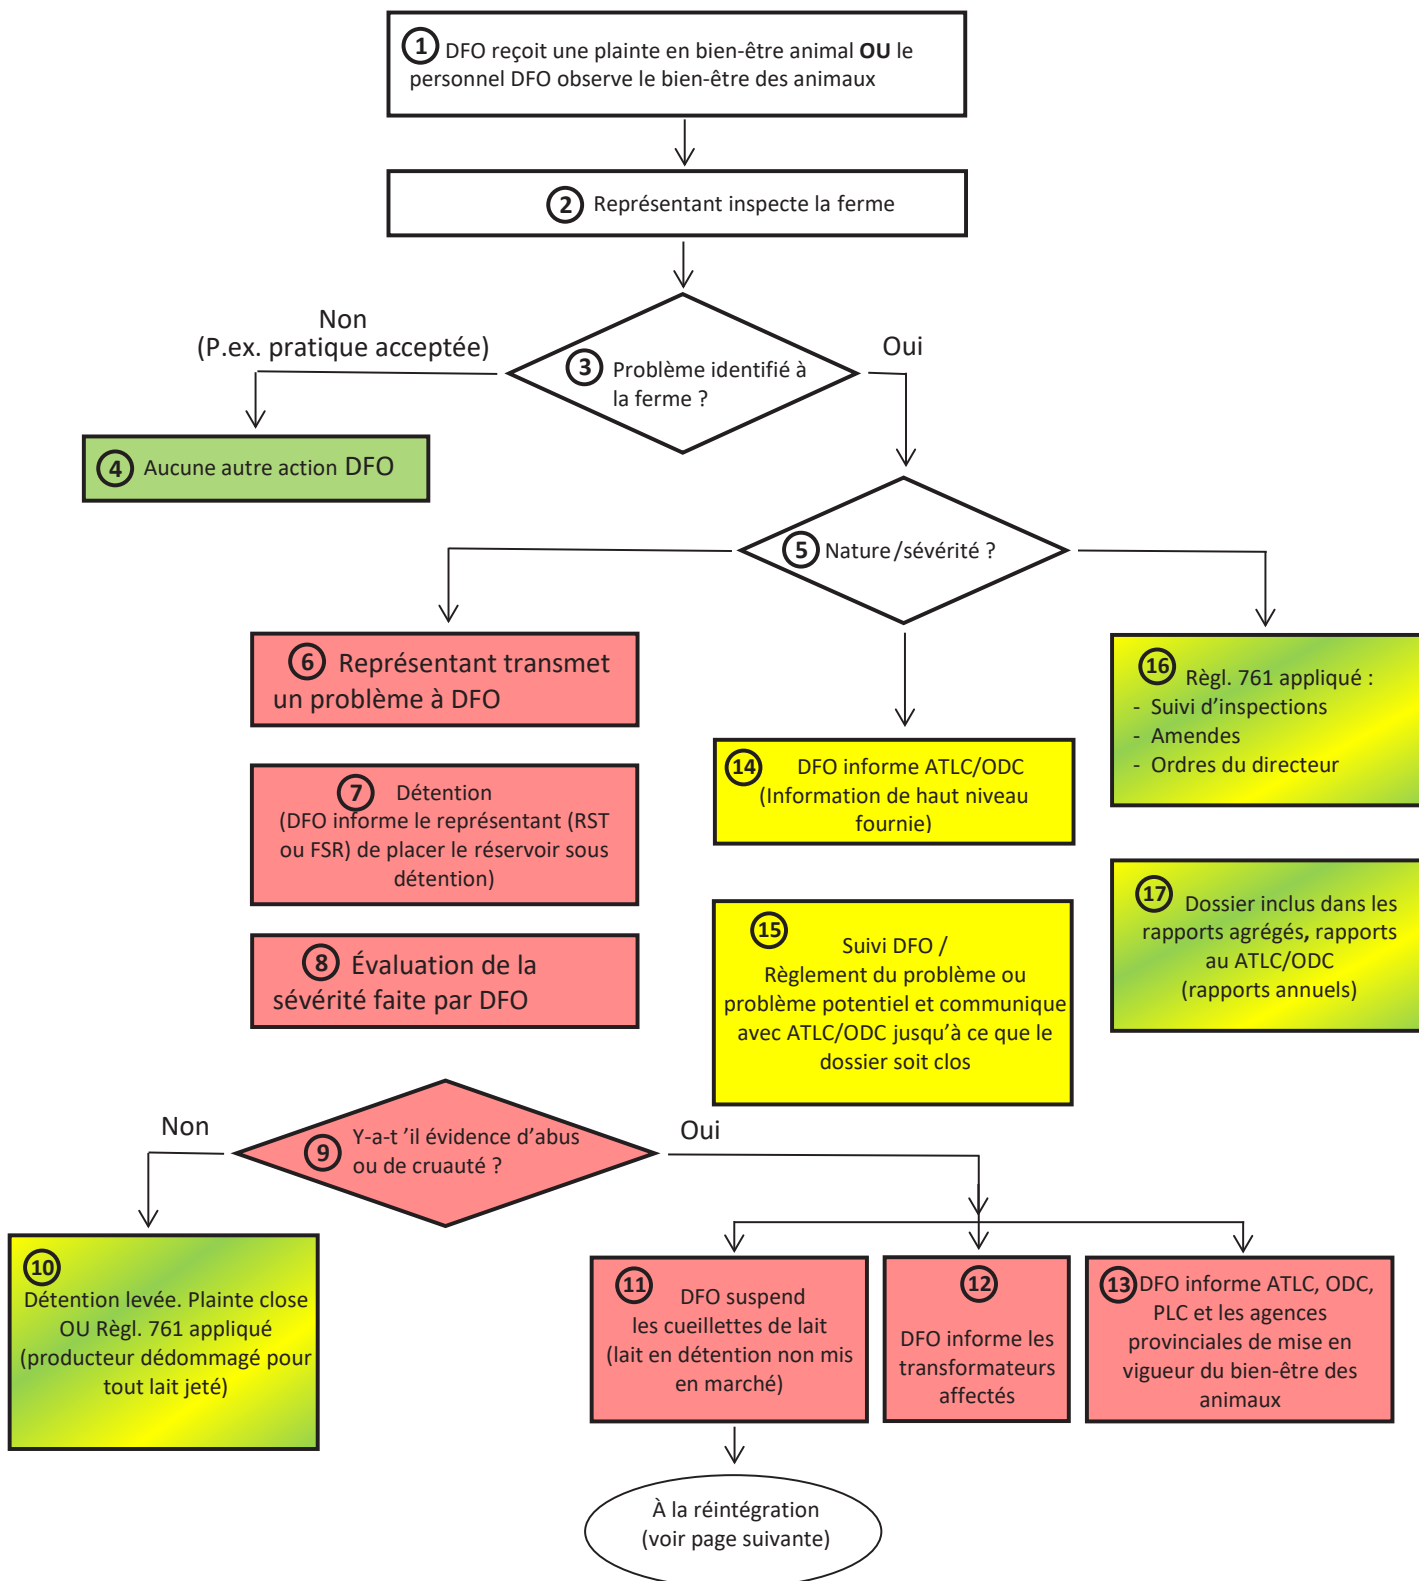 1 DFO reçoit une plainte en bien-être animal OU le
personnel DFO observe le bien-être des animaux
2 Représentant inspecte la ferme
Non
(P.ex. pratique acceptée)
Oui
3 Problème identifié à
la ferme ?
4 Aucune autre action DFO
5 Nature/sévérité ?
6 Représentant transmet
un problème à DFO
7 Détention
(DFO informe le représentant (RST
ou FSR) de placer le réservoir sous
détention)
8 Évaluation de la
sévérité faite par DFO
14 DFO informe ATLC/ODC
(Information de haut niveau
fournie)
15
Suivi DFO /
Règlement du problème ou
problème potentiel et communique
avec ATLC/ODC jusqu'à ce que le
dossier soit clos
16 Règl. 761 appliqué :
- Suivi d'inspections
- Amendes
- Ordres du directeur
17 Dossier inclus dans les
rapports agrégés, rapports
au ATLC/ODC
(rapports annuels)
Non
Oui
9 Y-a-t ’il évidence d'abus
ou de cruauté ?
10
Détention levée. Plainte close
OU Règl. 761 appliqué
(producteur dédommagé pour
tout lait jeté)
11 DFO suspend
les cueillettes de lait
(lait en détention non mis
en marché)
12
DFO informe les
transformateurs
affectés
13 DFO informe ATLC, ODC,
PLC et les agences
provinciales de mise en
vigueur du bien-être des
animaux
À la réintégration
(voir page suivante)